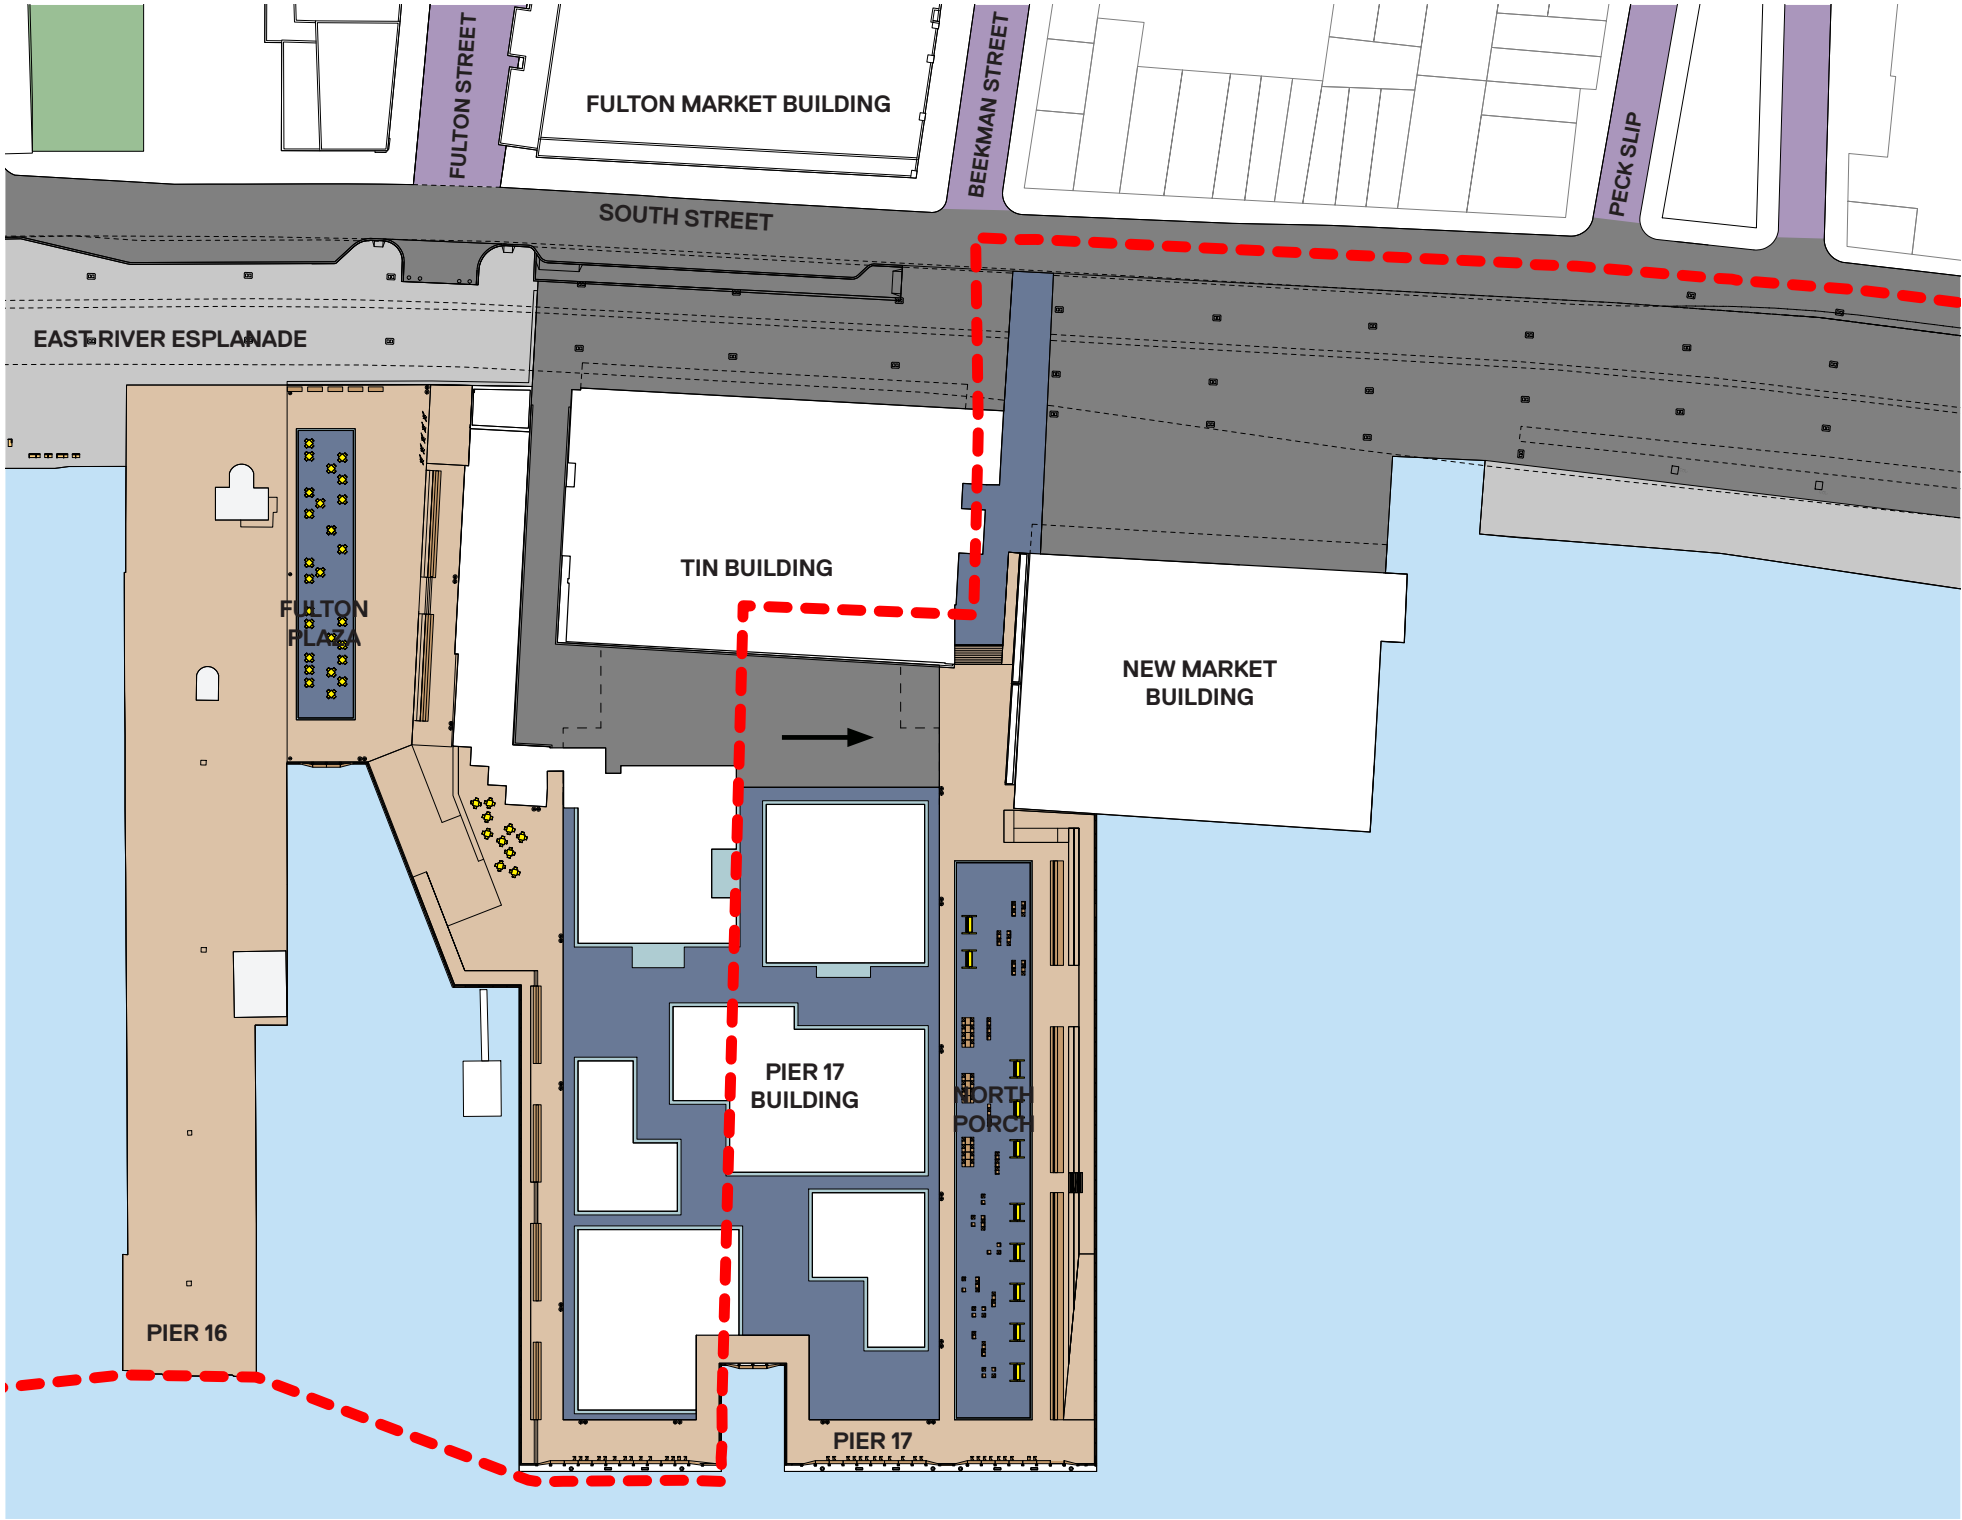 FULTON STREET
FULTON MARKET BUILDING
BEEKMAN STREET
PECK SLIP
SOUTH STREET
EAST RIVER ESPLANADE
TIN BUILDING
FULTON
PLAZA
NEW MARKET
BUILDING
PIER 17
BUILDING
NORTH
PORCH
PIER 16
PIER 17